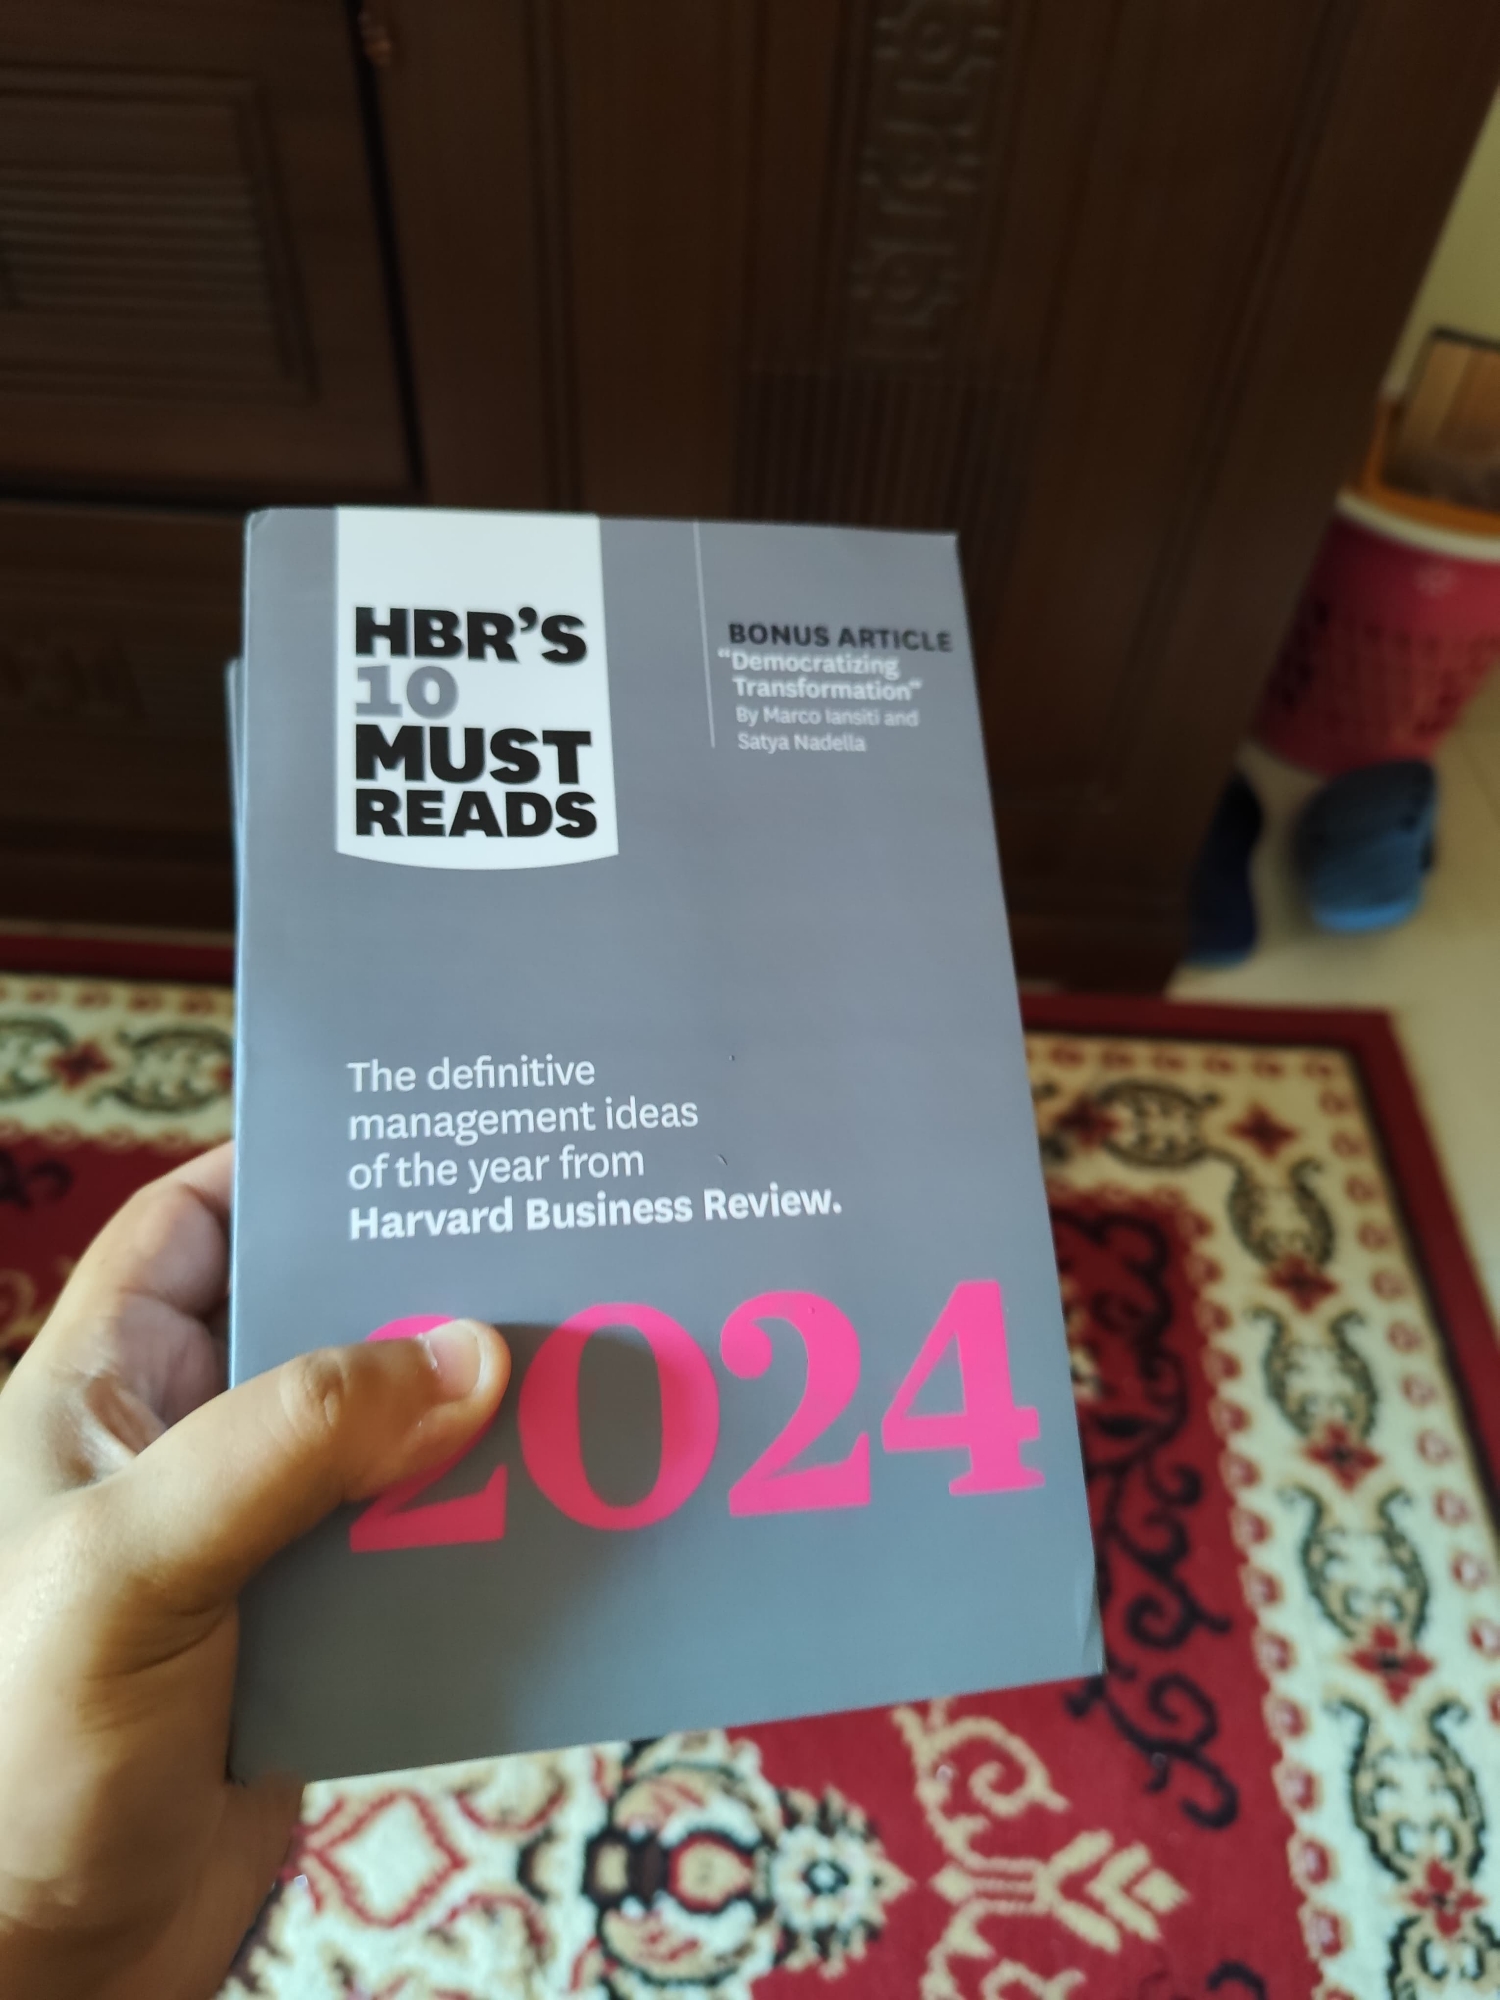 HBR'S
10
MUST
READS
BONUS ARTICLE
"Democratizing
Transformation"
By Marco Iansiti and
Satya Nadella
The definitive
management ideas
of the year from
Harvard Business Review.
2024